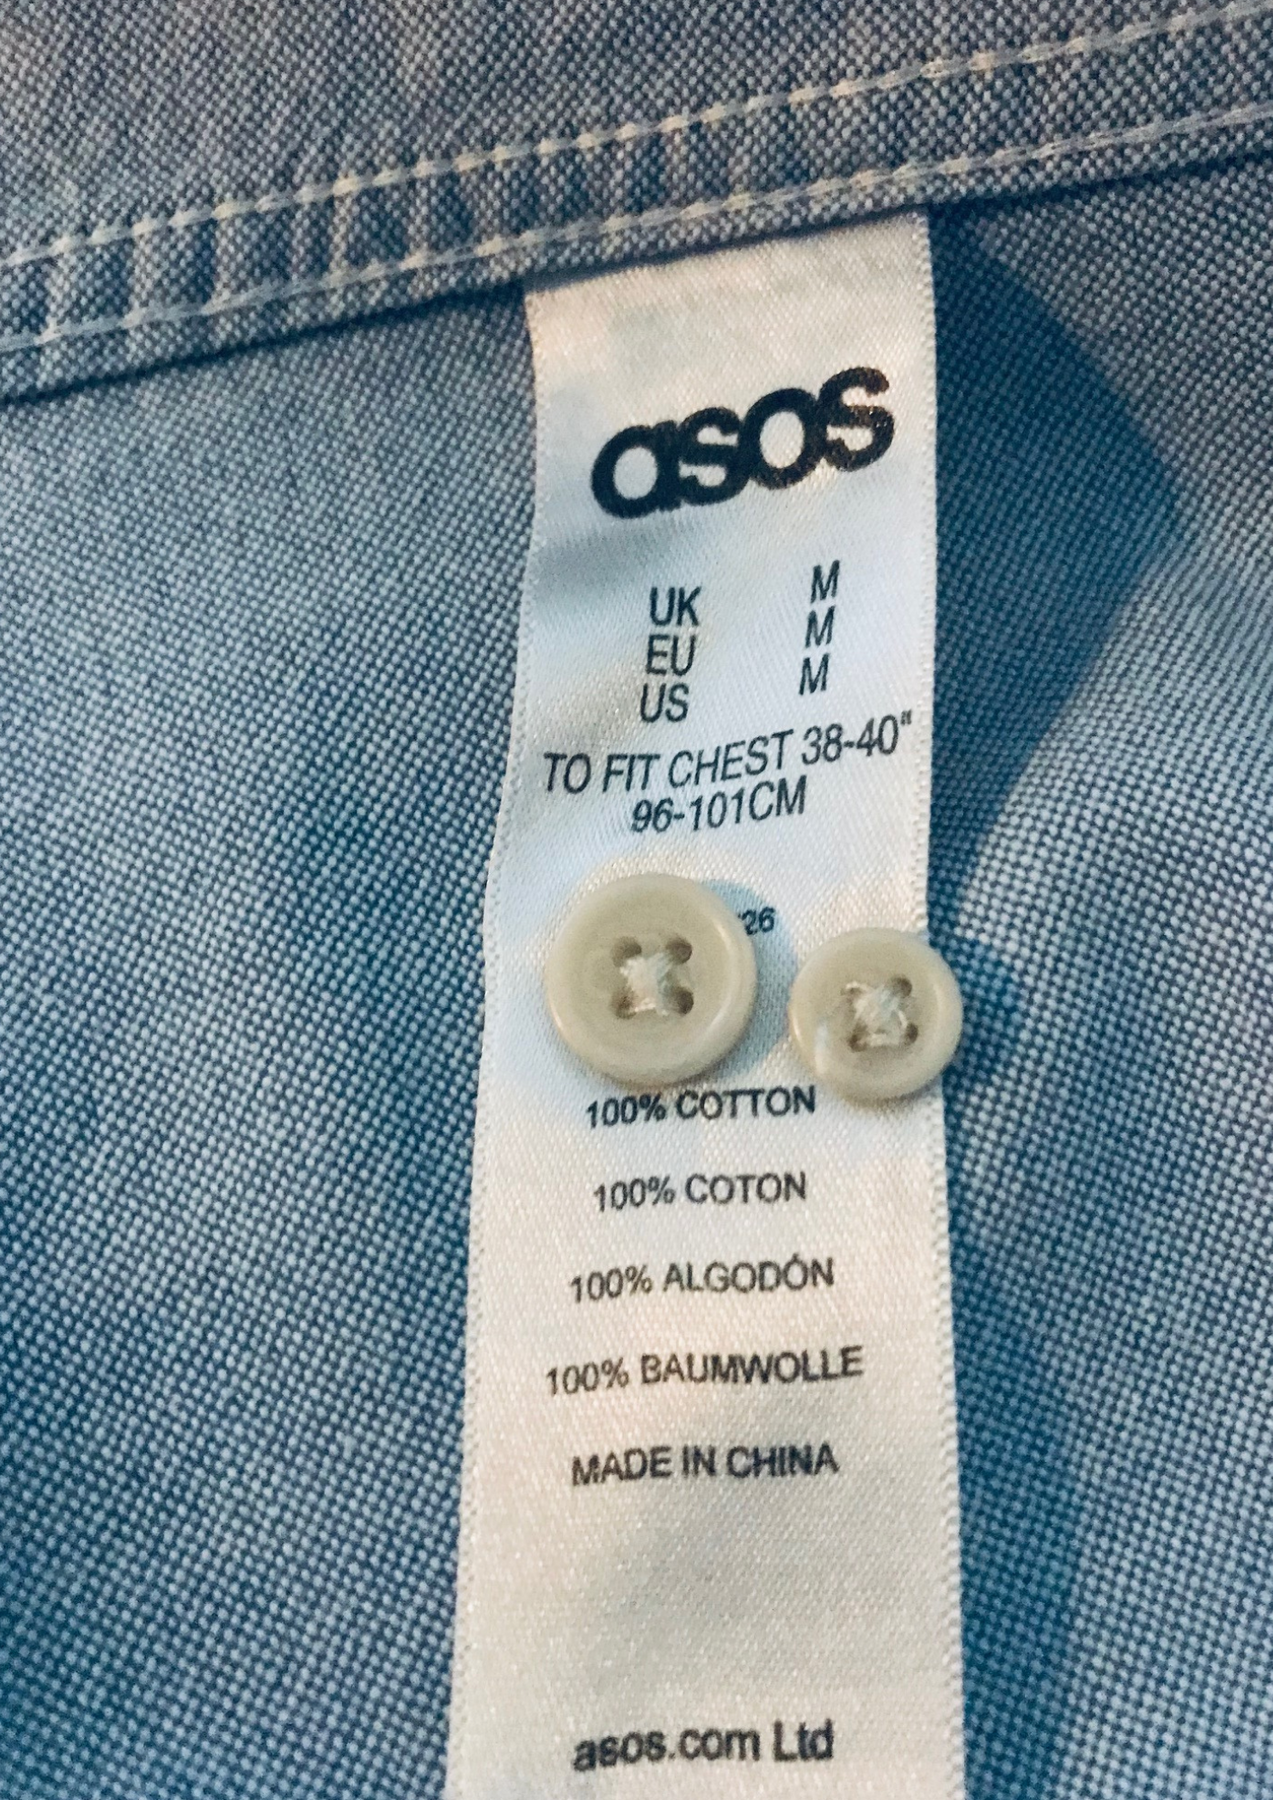 asos
UK M
EU M
US M
TO FIT CHEST 38-40"
96-101CM
26
100% COTTON
100% COTON
100% ALGODÓN
100% BAUMWOLLE
MADE IN CHINA
asos.com Ltd